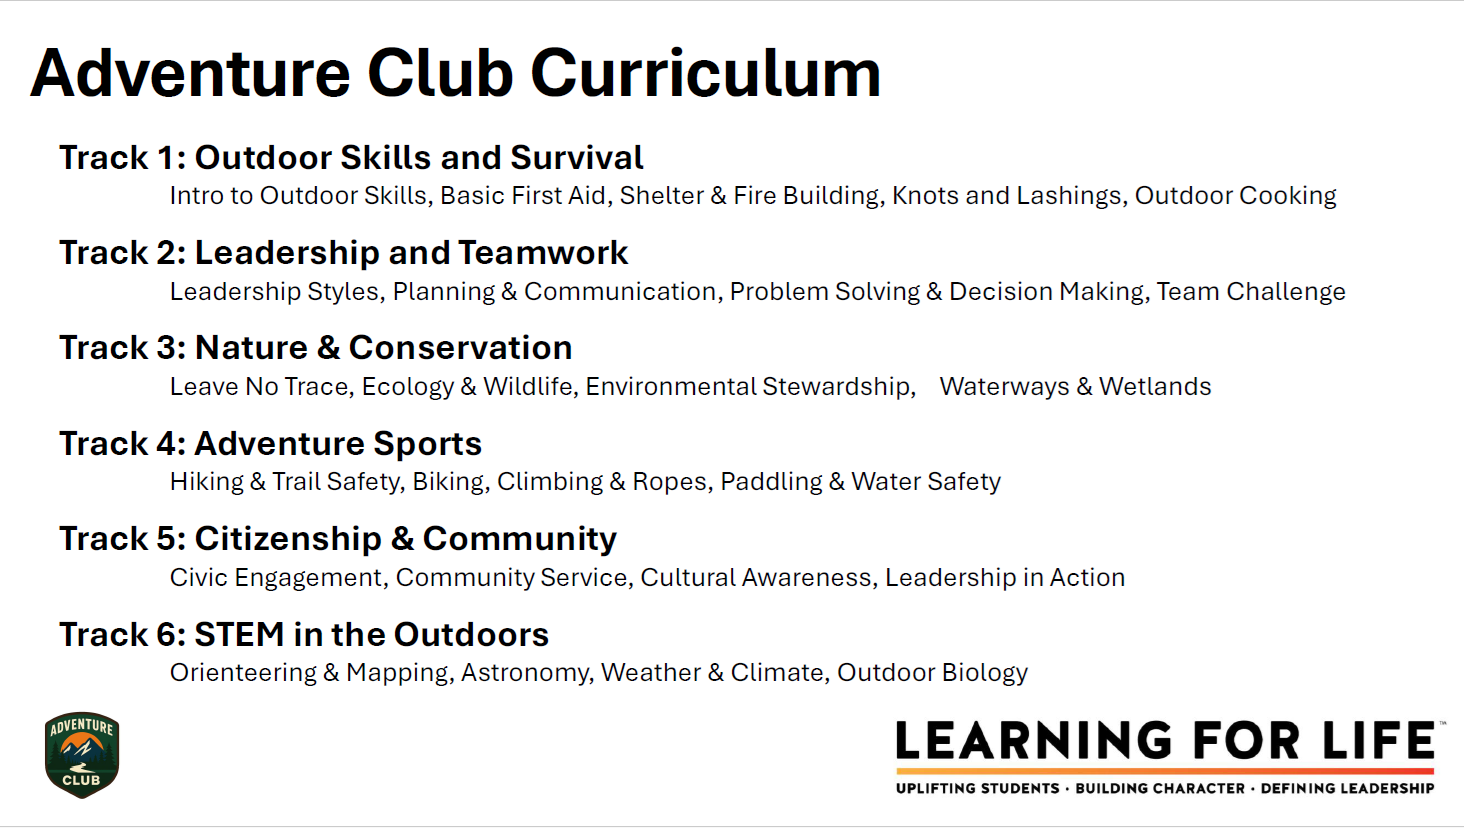 Adventure Club Curriculum
Track 1: Outdoor Skills and Survival
Intro to Outdoor Skills, Basic First Aid, Shelter & Fire Building, Knots and Lashings, Outdoor Cooking
Track 2: Leadership and Teamwork
Leadership Styles, Planning & Communication, Problem Solving & Decision Making, Team Challenge
Track 3: Nature & Conservation
Leave No Trace, Ecology & Wildlife, Environmental Stewardship,   Waterways & Wetlands
Track 4: Adventure Sports
Hiking & Trail Safety, Biking, Climbing & Ropes, Paddling & Water Safety
Track 5: Citizenship & Community
Civic Engagement, Community Service, Cultural Awareness, Leadership in Action
Track 6: STEM in the Outdoors
Orienteering & Mapping, Astronomy, Weather & Climate, Outdoor Biology
ADVENTURE
CLUB
LEARNING FOR LIFE™
UPLIFTING STUDENTS · BUILDING CHARACTER · DEFINING LEADERSHIP